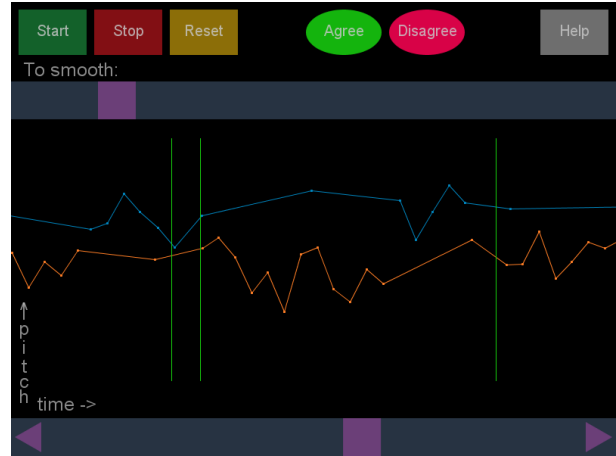 Start Stop Reset Agree Disagree Help
To smooth:
↑
p
i
t
c
h
time ->